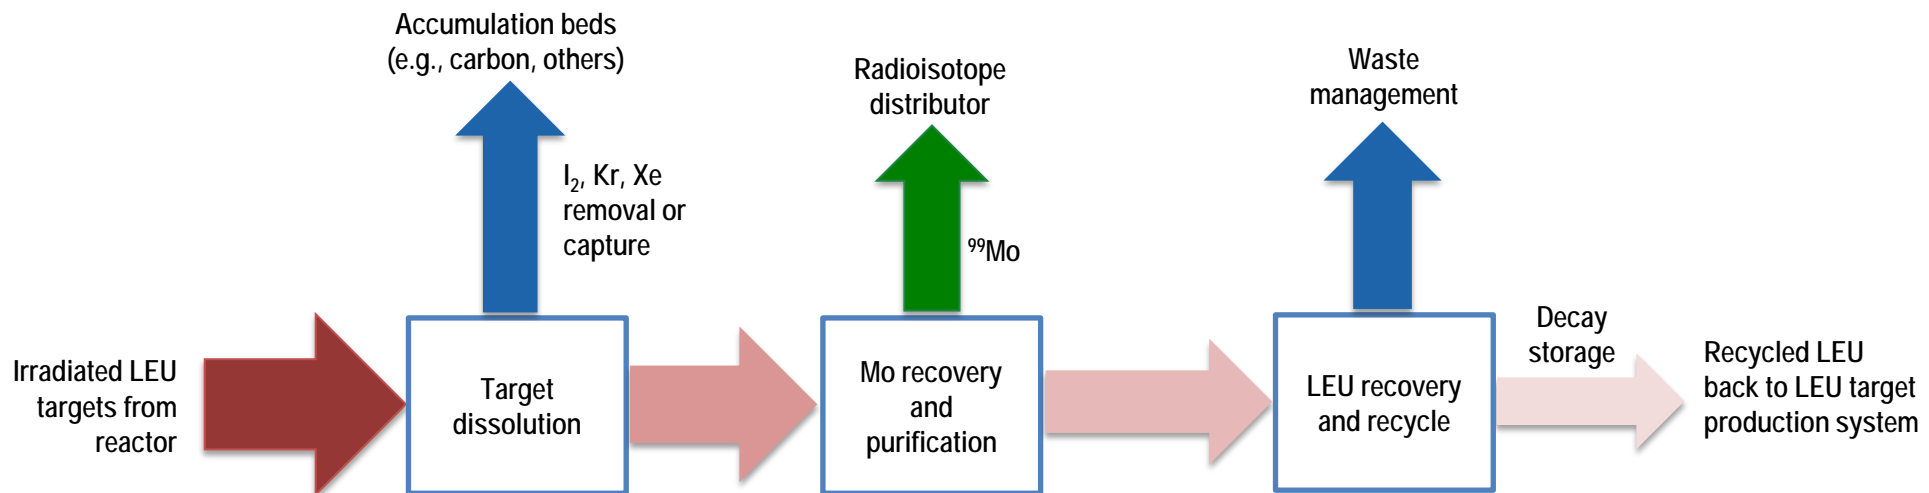 Accumulation beds
(e.g., carbon, others)
Radioisotope
distributor
Waste
management
I₂, Kr, Xe
removal or
capture
⁹⁹Mo
Irradiated LEU
targets from
reactor
Target
dissolution
Mo recovery
and
purification
LEU recovery
and recycle
Decay
storage
Recycled LEU
back to LEU target
production system